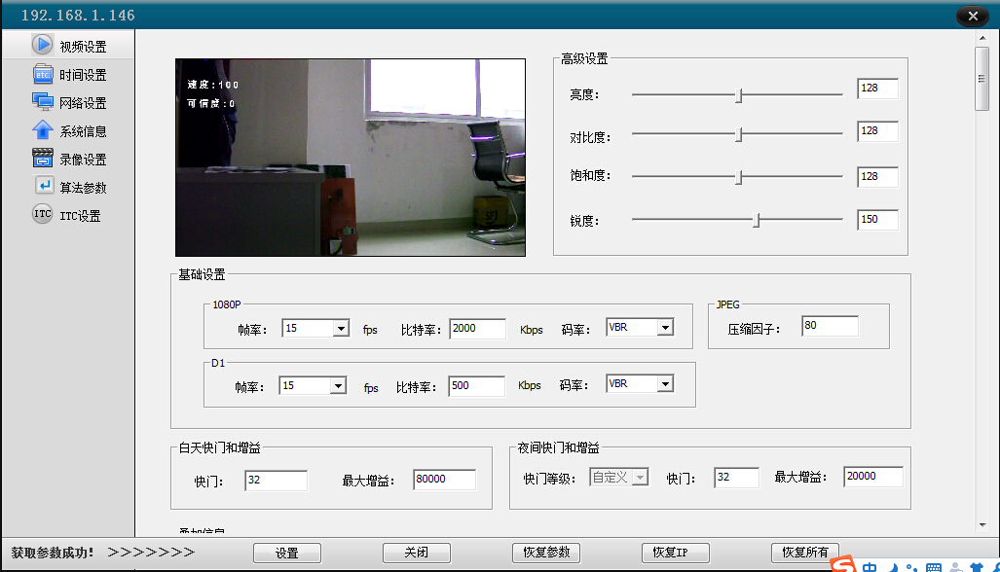 192.168.1.146
视频设置
时间设置
网络设置
系统信息
录像设置
算法参数
ITC ITC设置
速度:100
可信度:0
高级设置
亮度: 128
对比度: 128
饱和度: 128
锐度: 150
基础设置
1080P
帧率: 15 fps 比特率: 2000 Kbps 码率: VBR
JPEG
压缩因子: 80
D1
帧率: 15 fps 比特率: 500 Kbps 码率: VBR
白天快门和增益
快门: 32 最大增益: 80000
夜间快门和增益
快门等级: 自定义 快门: 32 最大增益: 20000
叠加信息
获取参数成功! >>>>>>>
设置 关闭 恢复参数 恢复IP 恢复所有
中